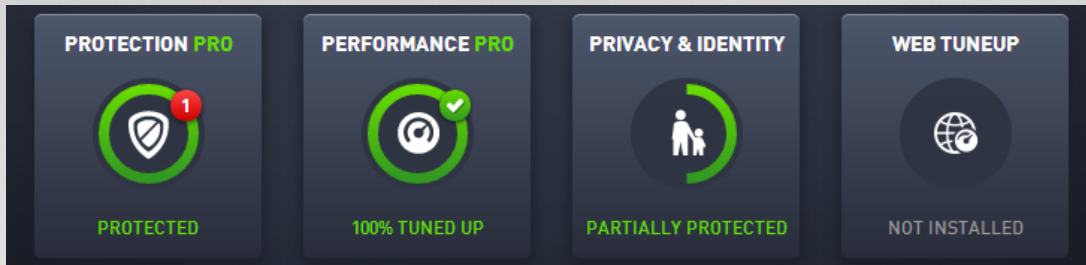 PROTECTION PRO
1
PROTECTED
PERFORMANCE PRO
100% TUNED UP
PRIVACY & IDENTITY
PARTIALLY PROTECTED
WEB TUNEUP
NOT INSTALLED